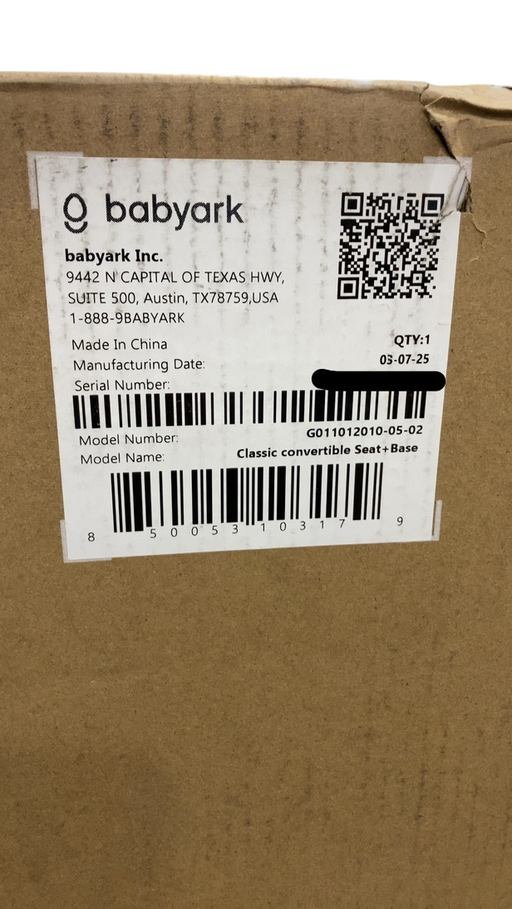 babyark
babyark Inc.
9442 N CAPITAL OF TEXAS HWY,
SUITE 500, Austin, TX78759,USA
1-888-9BABYARK
Made In China QTY:1
Manufacturing Date: 03-07-25
Serial Number:
Model Number: G011012010-05-02
Model Name: Classic convertible Seat+Base
8 50053 10317 9